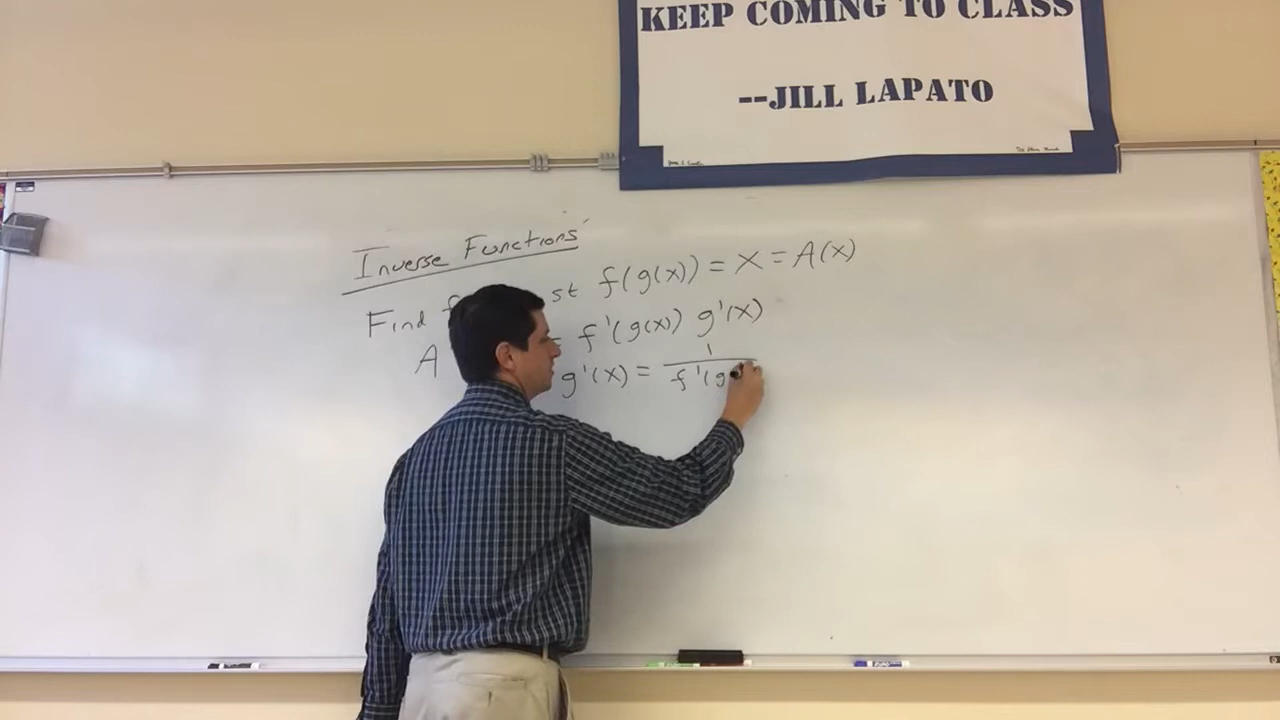 KEEP COMING TO CLASS
--JILL LAPATO
Inverse Functions
Find f st f(g(x)) = x = A(x)
A = f'(g(x)) g'(x)
g'(x) = 1 / f'(g